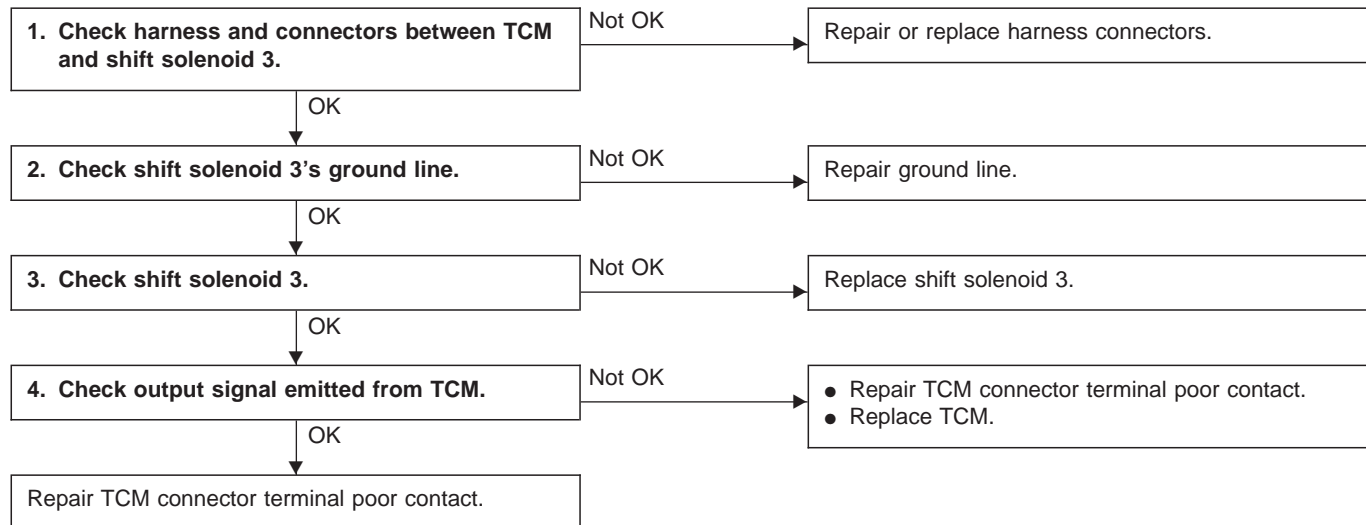 1. Check harness and connectors between TCM
and shift solenoid 3.
Not OK
Repair or replace harness connectors.
OK
2. Check shift solenoid 3's ground line.
Not OK
Repair ground line.
OK
3. Check shift solenoid 3.
Not OK
Replace shift solenoid 3.
OK
4. Check output signal emitted from TCM.
Not OK
● Repair TCM connector terminal poor contact.
● Replace TCM.
OK
Repair TCM connector terminal poor contact.